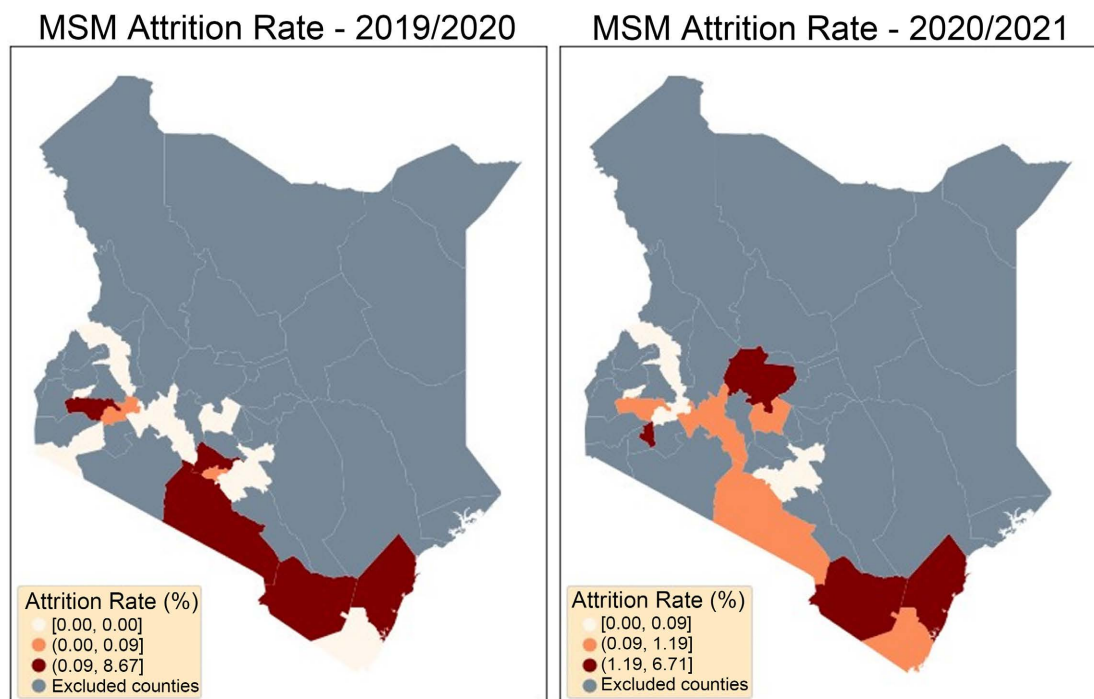 MSM Attrition Rate - 2019/2020
MSM Attrition Rate - 2020/2021
Attrition Rate (%)
[0.00, 0.00]
(0.00, 0.09]
(0.09, 8.67]
Excluded counties
Attrition Rate (%)
[0.00, 0.09]
(0.09, 1.19]
(1.19, 6.71]
Excluded counties